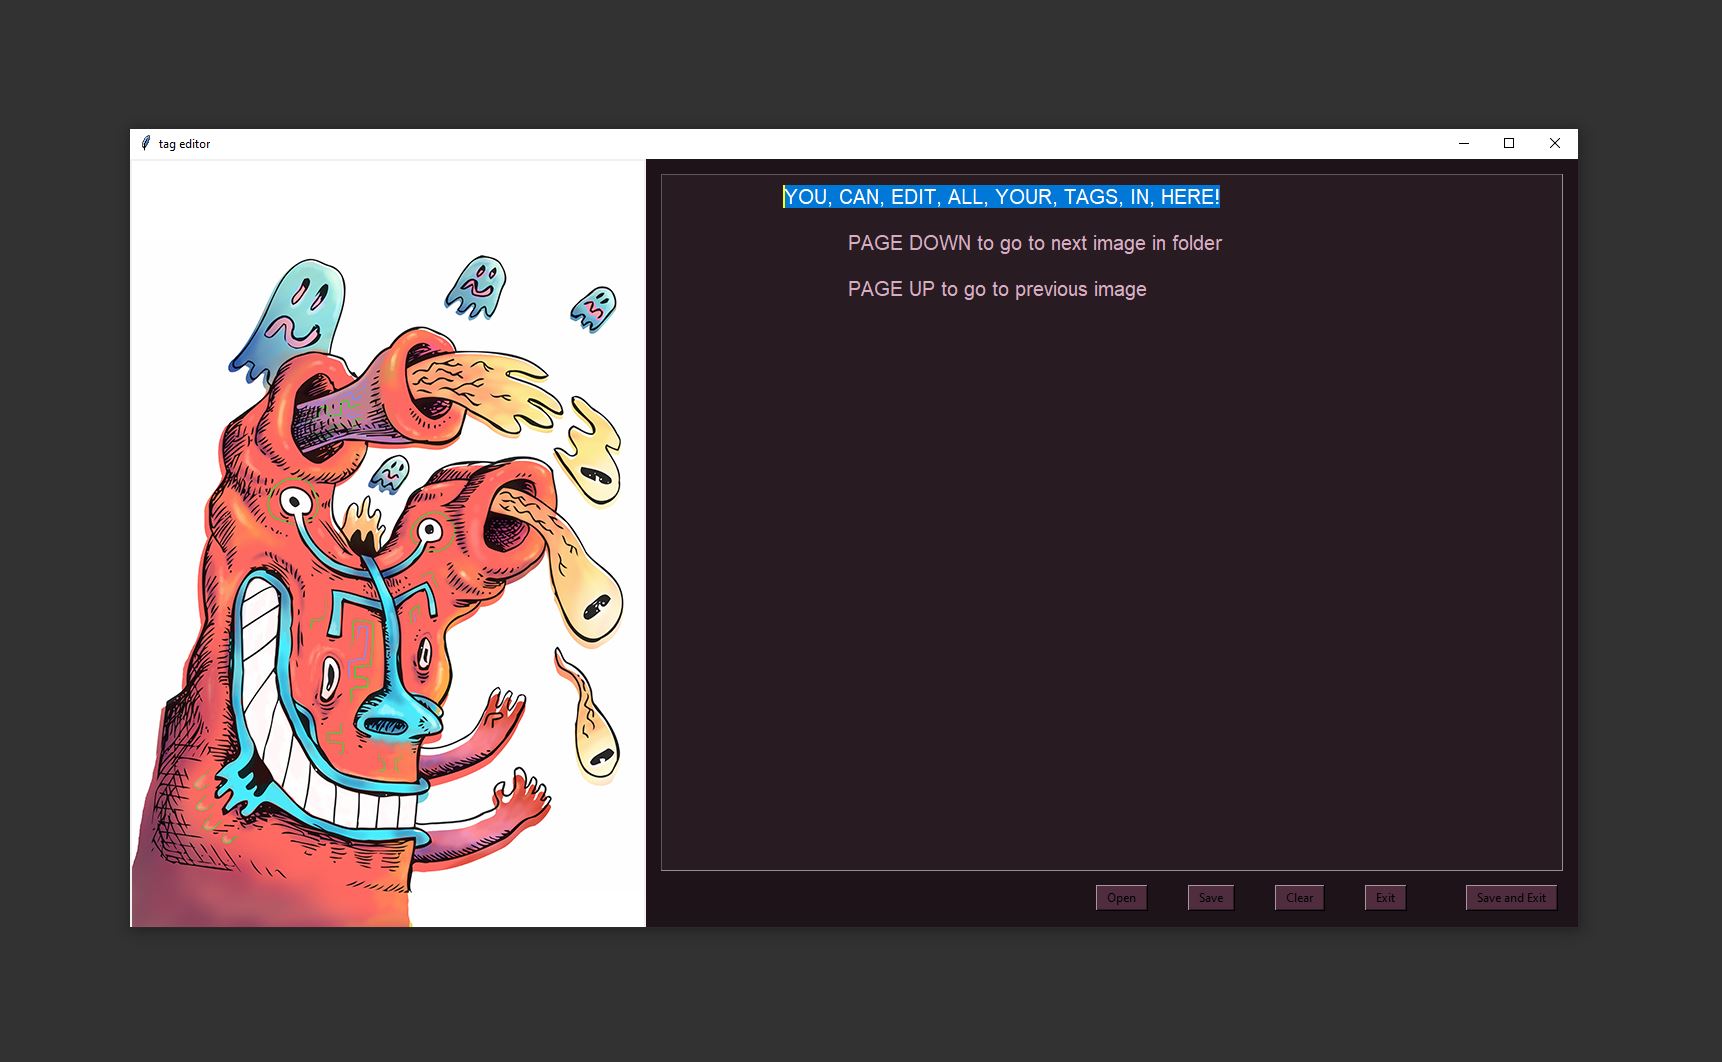 tag editor
YOU, CAN, EDIT, ALL, YOUR, TAGS, IN, HERE!
PAGE DOWN to go to next image in folder
PAGE UP to go to previous image
Open Save Clear Exit Save and Exit